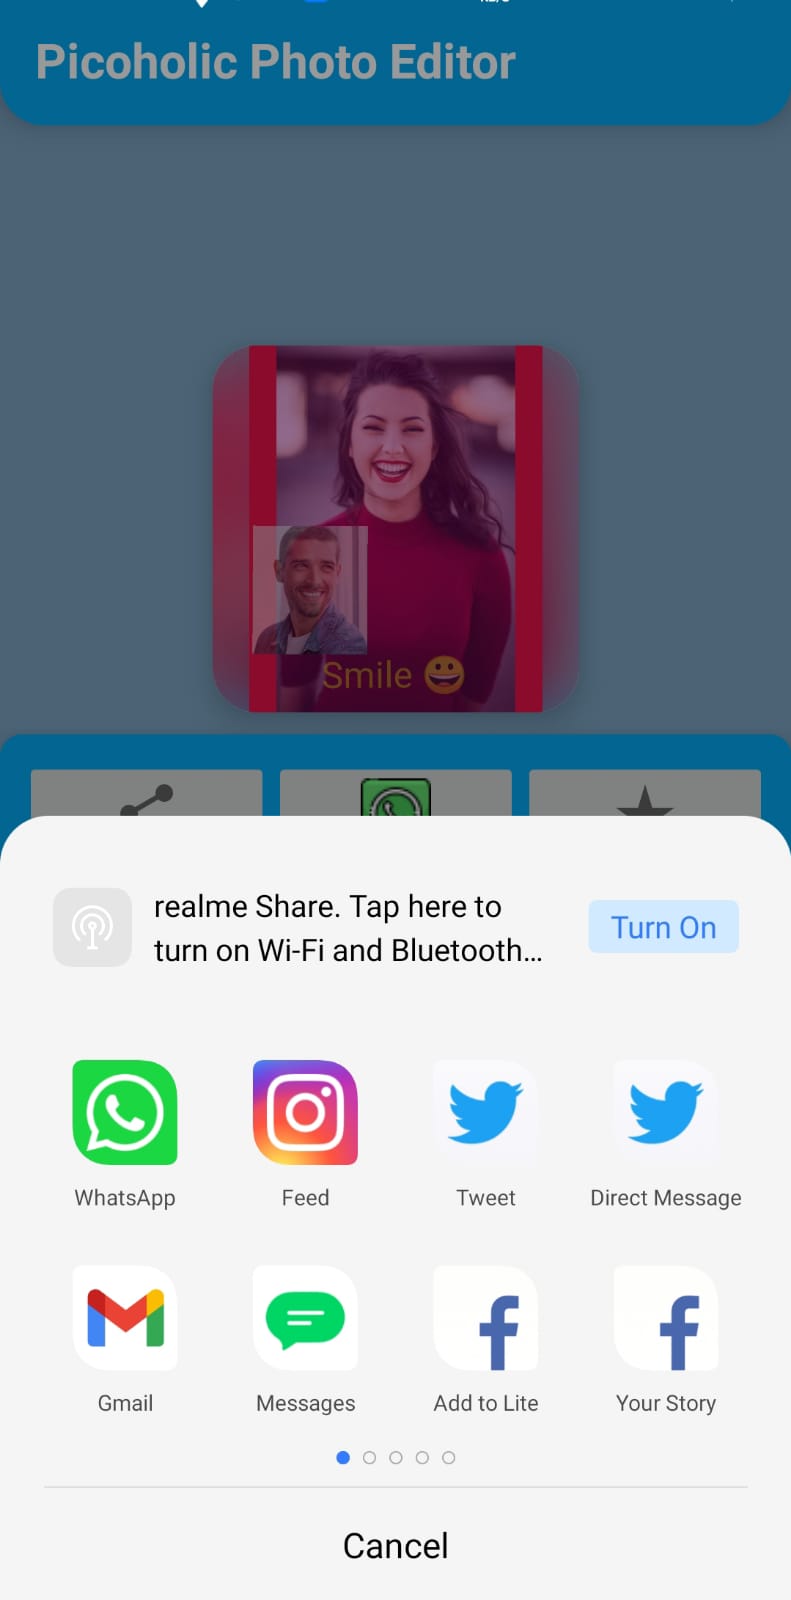 Picoholic Photo Editor
Smile 😀
realme Share. Tap here to
turn on Wi-Fi and Bluetooth...
Turn On
WhatsApp
Feed
Tweet
Direct Message
Gmail
Messages
Add to Lite
Your Story
Cancel